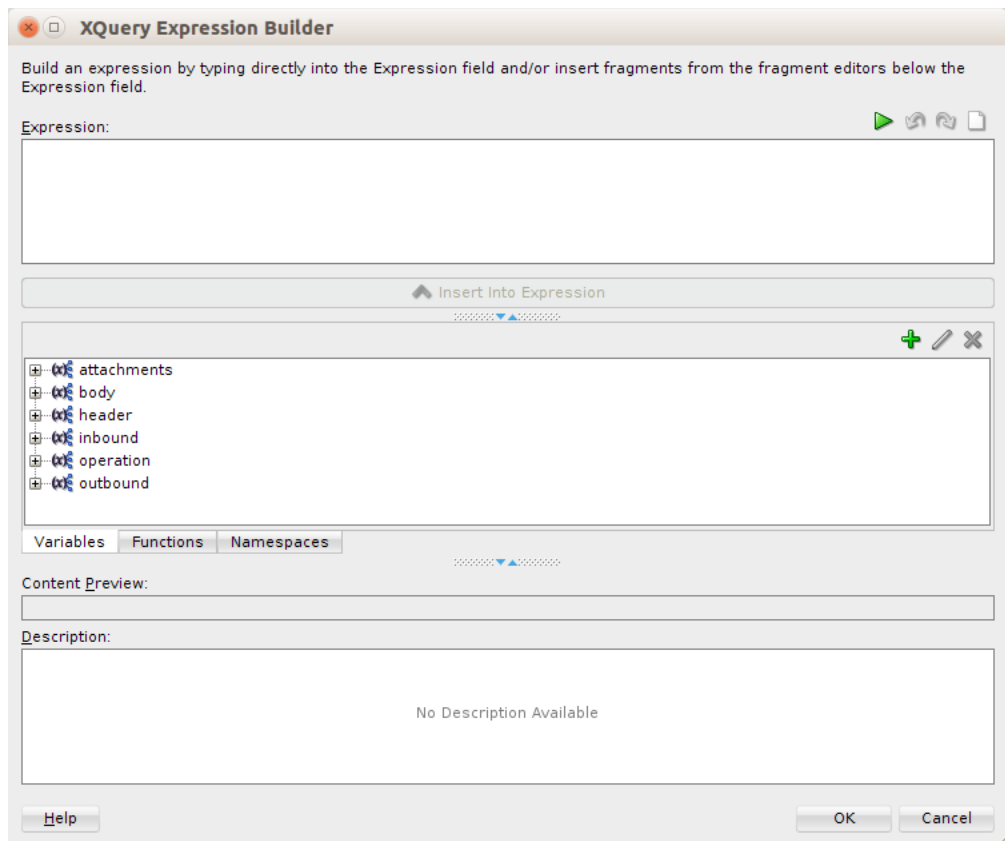 XQuery Expression Builder
Build an expression by typing directly into the Expression field and/or insert fragments from the fragment editors below the
Expression field.
Expression:
Insert Into Expression
attachments
body
header
inbound
operation
outbound
Variables Functions Namespaces
Content Preview:
Description:
No Description Available
Help OK Cancel